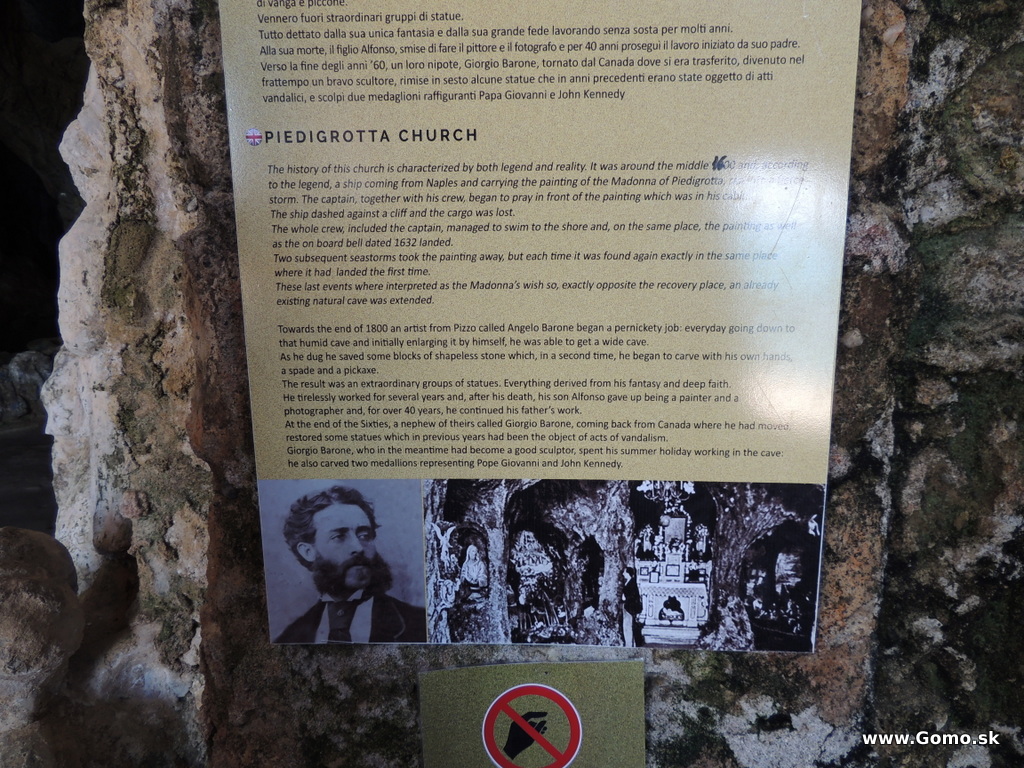 di vanga e piccone.
Vennero fuori straordinari gruppi di statue.
Tutto dettato dalla sua unica fantasia e dalla sua grande fede lavorando senza sosta per molti anni.
Alla sua morte, il figlio Alfonso, smise di fare il pittore e il fotografo e per 40 anni proseguì il lavoro iniziato da suo padre.
Verso la fine degli anni '60, un loro nipote, Giorgio Barone, tornato dal Canada dove si era trasferito, divenuto nel
frattempo un bravo scultore, rimise in sesto alcune statue che in anni precedenti erano state oggetto di atti
vandalici, e scolpì due medaglioni raffiguranti Papa Giovanni e John Kennedy
PIEDIGROTTA CHURCH
The history of this church is characterized by both legend and reality. It was around the middle 1600 and, according
to the legend, a ship coming from Naples and carrying the painting of the Madonna of Piedigrotta,
storm. The captain, together with his crew, began to pray in front of the painting which was in his cabin.
The ship dashed against a cliff and the cargo was lost.
The whole crew, included the captain, managed to swim to the shore and, on the same place, the painting as well
as the on board bell dated 1632 landed.
Two subsequent seastorms took the painting away, but each time it was found again exactly in the same place
where it had landed the first time.
These last events where interpreted as the Madonna's wish so, exactly opposite the recovery place, an already
existing natural cave was extended.
Towards the end of 1800 an artist from Pizzo called Angelo Barone began a pernickety job: everyday going down to
that humid cave and initially enlarging it by himself, he was able to get a wide cave.
As he dug he saved some blocks of shapeless stone which, in a second time, he began to carve with his own hands,
a spade and a pickaxe.
The result was an extraordinary groups of statues. Everything derived from his fantasy and deep faith.
He tirelessly worked for several years and, after his death, his son Alfonso gave up being a painter and a
photographer and, for over 40 years, he continued his father's work.
At the end of the Sixties, a nephew of theirs called Giorgio Barone, coming back from Canada where he had moved,
restored some statues which in previous years had been the object of acts of vandalism.
Giorgio Barone, who in the meantime had become a good sculptor, spent his summer holiday working in the cave:
he also carved two medallions representing Pope Giovanni and John Kennedy.
www.Gomo.sk